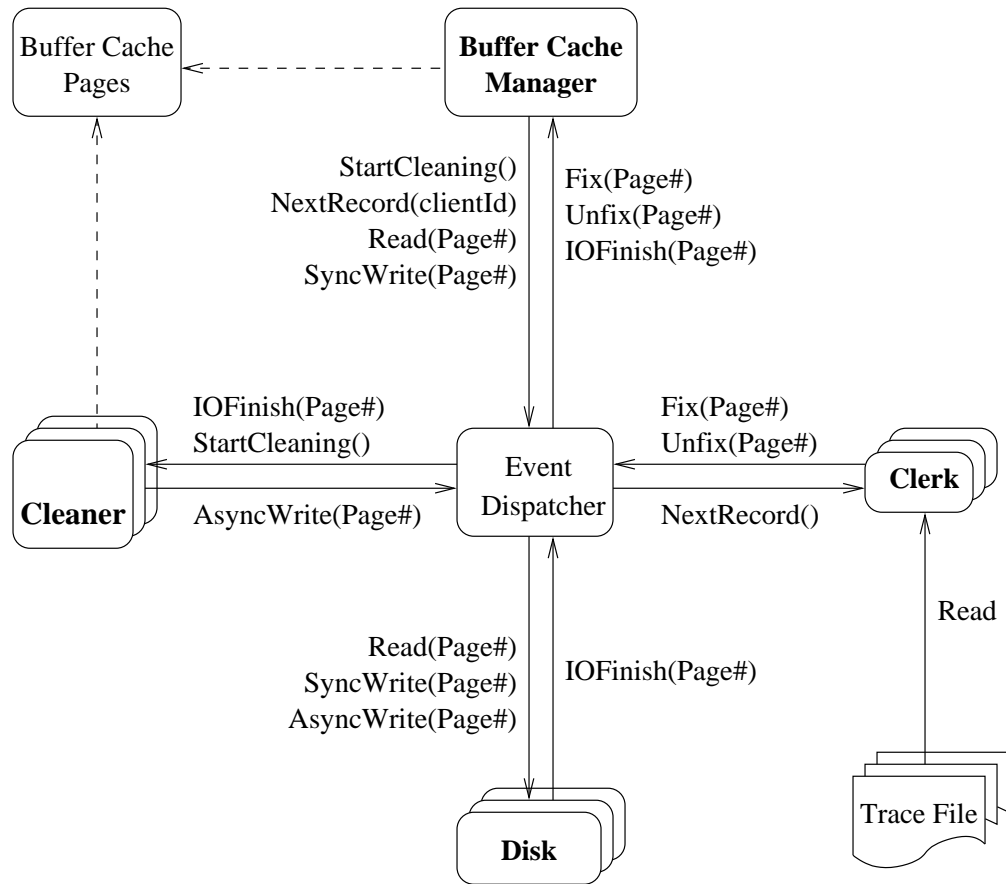 Buffer Cache
Pages
Buffer Cache
Manager
StartCleaning()
NextRecord(clientId)
Read(Page#)
SyncWrite(Page#)
Fix(Page#)
Unfix(Page#)
IOFinish(Page#)
IOFinish(Page#)
StartCleaning()
Cleaner
AsyncWrite(Page#)
Event
Dispatcher
Fix(Page#)
Unfix(Page#)
Clerk
NextRecord()
Read(Page#)
SyncWrite(Page#)
AsyncWrite(Page#)
IOFinish(Page#)
Read
Trace File
Disk